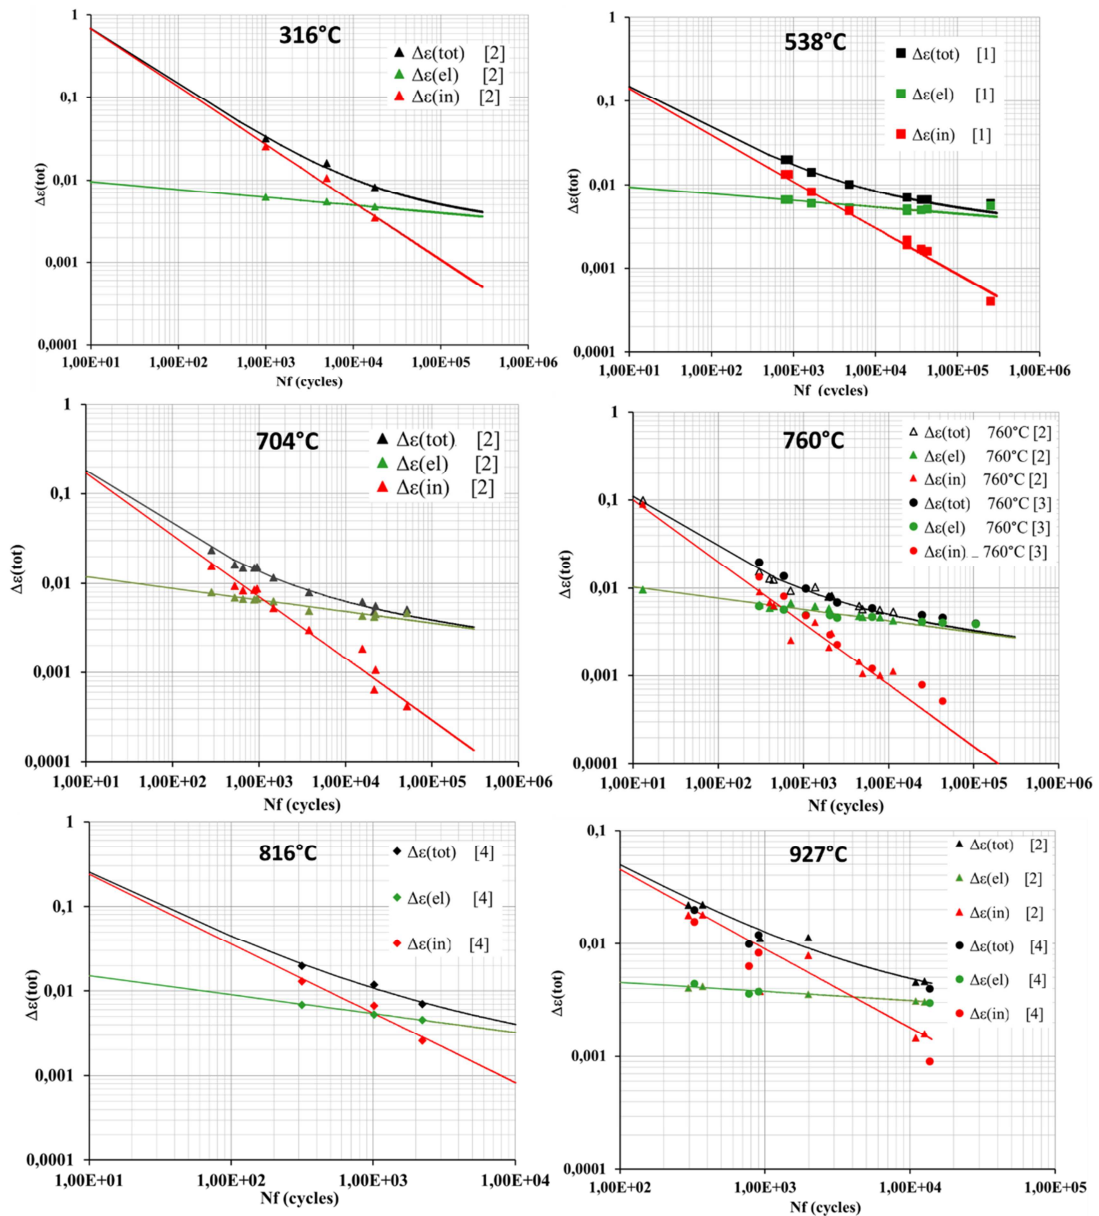 316°C
Δε(tot) [2]
Δε(el) [2]
Δε(in) [2]
Δε(tot)
1
0,1
0,01
0,001
0,0001
1,00E+01 1,00E+02 1,00E+03 1,00E+04 1,00E+05 1,00E+06
Nf (cycles)
538°C
Δε(tot) [1]
Δε(el) [1]
Δε(in) [1]
Δε(tot)
1
0,1
0,01
0,001
0,0001
1,00E+01 1,00E+02 1,00E+03 1,00E+04 1,00E+05 1,00E+06
Nf (cycles)
704°C
Δε(tot) [2]
Δε(el) [2]
Δε(in) [2]
Δε(tot)
1
0,1
0,01
0,001
0,0001
1,00E+01 1,00E+02 1,00E+03 1,00E+04 1,00E+05 1,00E+06
Nf (cycles)
760°C
Δε(tot) 760°C [2]
Δε(el) 760°C [2]
Δε(in) 760°C [2]
Δε(tot) 760°C [3]
Δε(el) 760°C [3]
Δε(in) 760°C [3]
Δε(tot)
1
0,1
0,01
0,001
0,0001
1,00E+01 1,00E+02 1,00E+03 1,00E+04 1,00E+05 1,00E+06
Nf (cycles)
816°C
Δε(tot) [4]
Δε(el) [4]
Δε(in) [4]
Δε(tot)
1
0,1
0,01
0,001
0,0001
1,00E+01 1,00E+02 1,00E+03 1,00E+04
Nf (cycles)
927°C
Δε(tot) [2]
Δε(el) [2]
Δε(in) [2]
Δε(tot) [4]
Δε(el) [4]
Δε(in) [4]
Δε(tot)
0,1
0,01
0,001
0,0001
1,00E+02 1,00E+03 1,00E+04 1,00E+05
Nf (cycles)